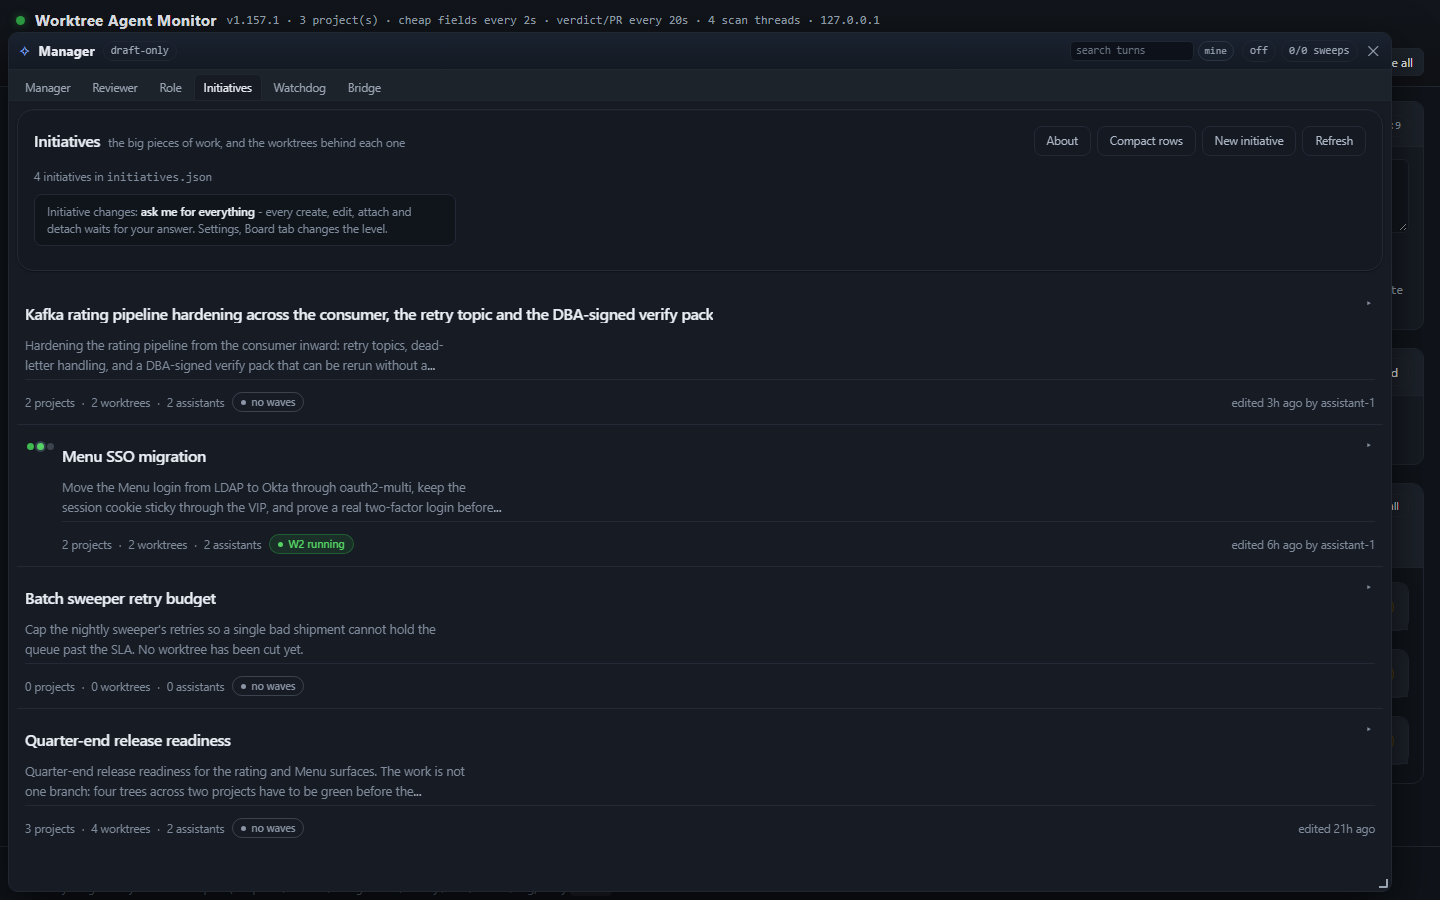 Worktree Agent Monitor v1.157.1 · 3 project(s) · cheap fields every 2s · verdict/PR every 20s · 4 scan threads · 127.0.0.1
Manager draft-only search turns mine off 0/0 sweeps
e all
Manager Reviewer Role Initiatives Watchdog Bridge
Initiatives the big pieces of work, and the worktrees behind each one About Compact rows New initiative Refresh
4 initiatives in initiatives.json
Initiative changes: ask me for everything - every create, edit, attach and
detach waits for your answer. Settings, Board tab changes the level.
Kafka rating pipeline hardening across the consumer, the retry topic and the DBA-signed verify pack
Hardening the rating pipeline from the consumer inward: retry topics, dead-
letter handling, and a DBA-signed verify pack that can be rerun without a...
2 projects · 2 worktrees · 2 assistants no waves edited 3h ago by assistant-1
Menu SSO migration
Move the Menu login from LDAP to Okta through oauth2-multi, keep the
session cookie sticky through the VIP, and prove a real two-factor login before...
2 projects · 2 worktrees · 2 assistants W2 running edited 6h ago by assistant-1
Batch sweeper retry budget
Cap the nightly sweeper's retries so a single bad shipment cannot hold the
queue past the SLA. No worktree has been cut yet.
0 projects · 0 worktrees · 0 assistants no waves
Quarter-end release readiness
Quarter-end release readiness for the rating and Menu surfaces. The work is not
one branch: four trees across two projects have to be green before the...
3 projects · 4 worktrees · 2 assistants no waves edited 21h ago